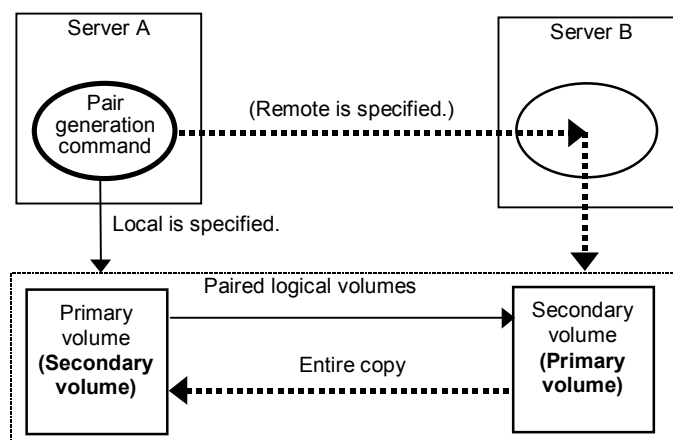 Server A
Server B
Pair
generation
command
(Remote is specified.)
Local is specified.
Paired logical volumes
Primary
volume
(Secondary
volume)
Secondary
volume
(Primary
volume)
Entire copy